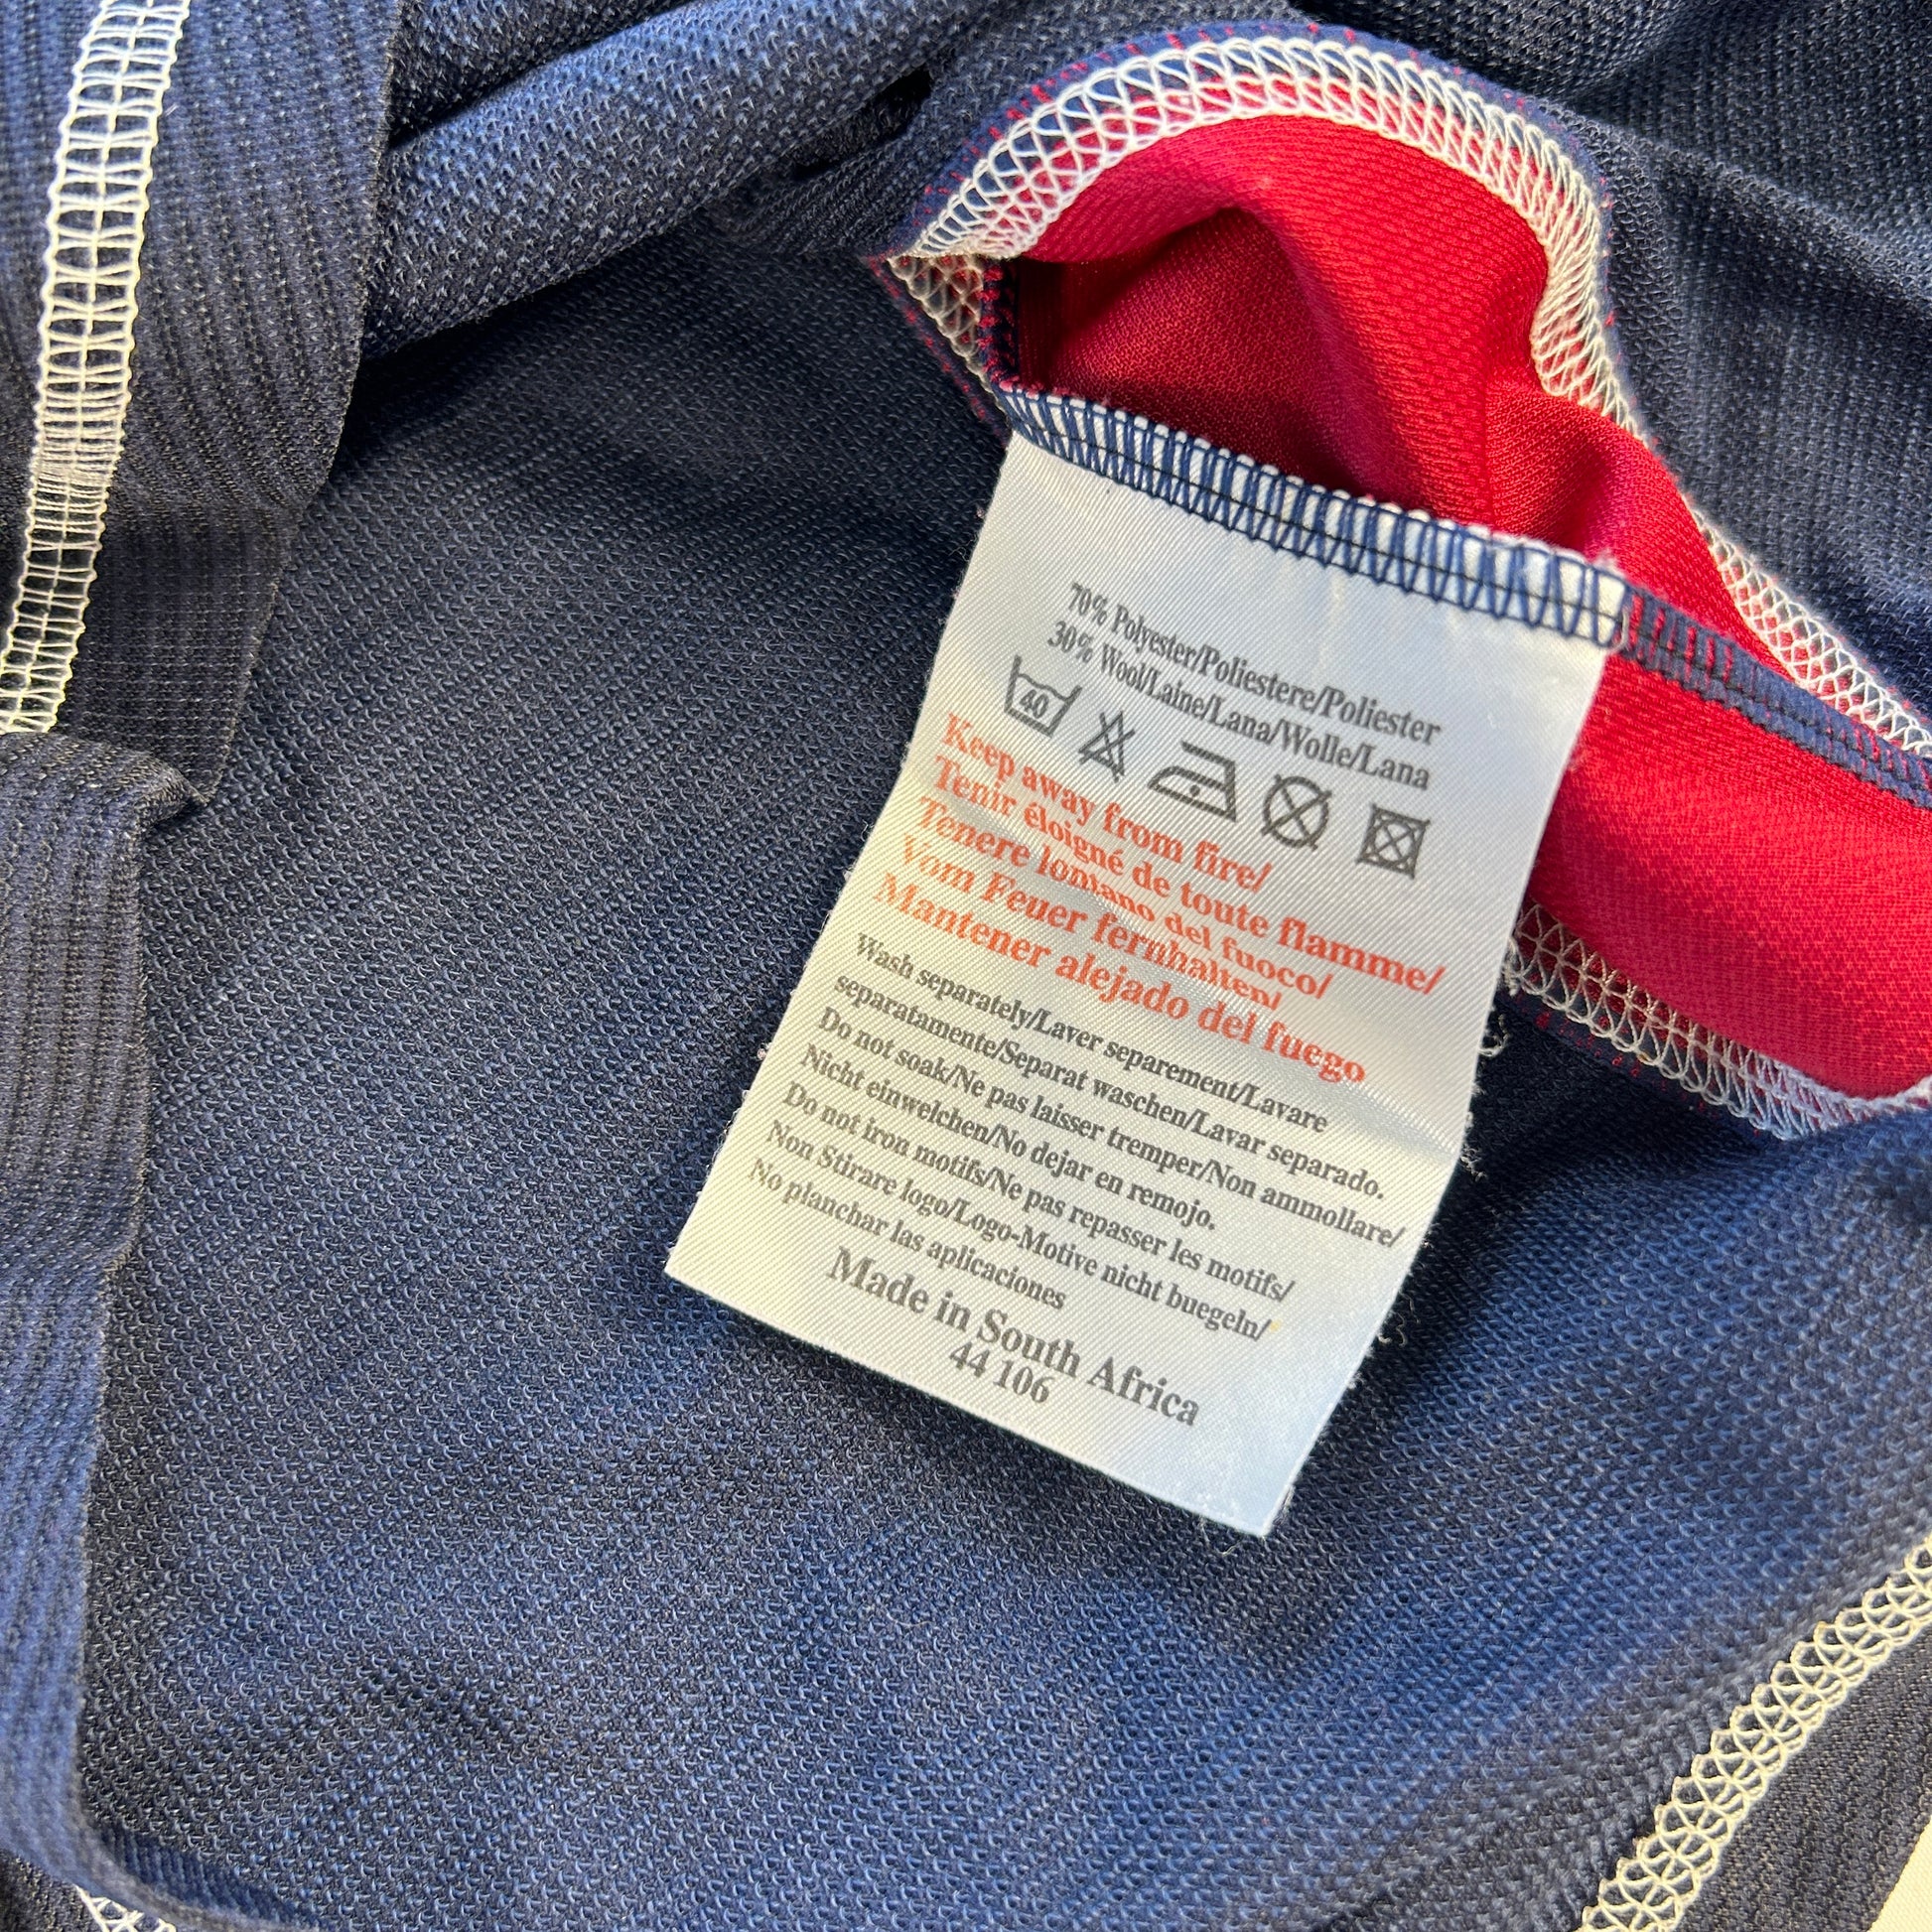 70% Polyester/Poliestere/Poliester
30% Wool/Laine/Lana/Wolle/Lana
40
Keep away from fire/
Tenir éloigné de toute flamme/
Tenere lontano del fuoco/
Vom Feuer fernhalten/
Mantener alejado del fuego
Wash separately/Laver separement/Lavare
separatamente/Separat waschen/Lavar separado.
Do not soak/Ne pas laisser tremper/Non ammollare/
Nicht einwelchen/No dejar en remojo.
Do not iron motifs/Ne pas repasser les motifs/
Non Stirare logo/Logo-Motive nicht buegeln/
No planchar las aplicaciones
Made in South Africa
44 106